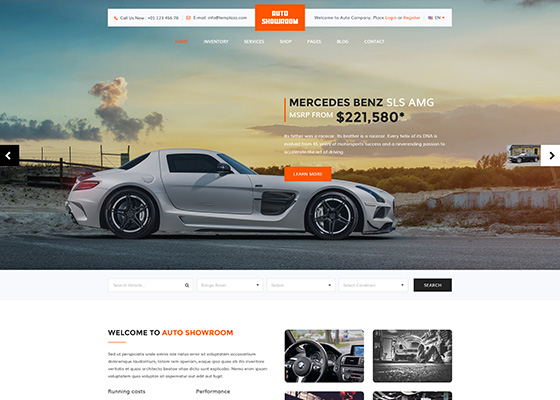 Call Us Now : +01 123 456 78
E-mail: info@templtozz.com
AUTO
SHOWROOM
Welcome to Auto Company. Place Login or Register
EN
HOME INVENTORY SERVICES SHOP PAGES BLOG CONTACT
MERCEDES BENZ SLS AMG
MSRP FROM $221,580*
Its father was a racecar. Its brother is a racecar. Every helix of its DNA is
evolved from 45 years of motorsports success and a neverending passion to
accelerate the art of driving.
LEARN MORE
Search Vehicle...
Range Rover
Select Condition
SEARCH
WELCOME TO AUTO SHOWROOM
Sed ut perspiciatis unde omnis iste natus error sit voluptatem accusantium
doloremque laudantium, totam rem aperiam, eaque ipsa quae ab illo inventore
veritatis et quasi architecto beatae vitae dicta sunt explicabo. Nemo enim ipsam
voluptatem quia voluptas sit aspernatur aut odit aut fugit.
Running costs Performance